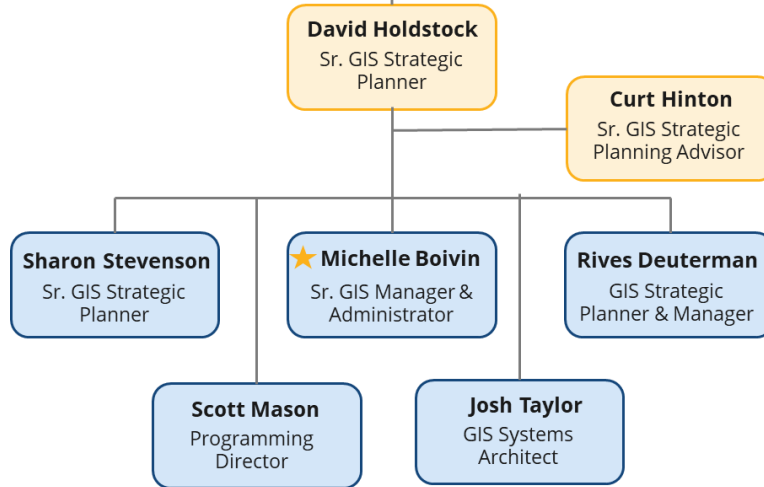 David Holdstock
Sr. GIS Strategic
Planner
Curt Hinton
Sr. GIS Strategic
Planning Advisor
Sharon Stevenson
Sr. GIS Strategic
Planner
Michelle Boivin
Sr. GIS Manager &
Administrator
Rives Deuterman
GIS Strategic
Planner & Manager
Scott Mason
Programming
Director
Josh Taylor
GIS Systems
Architect